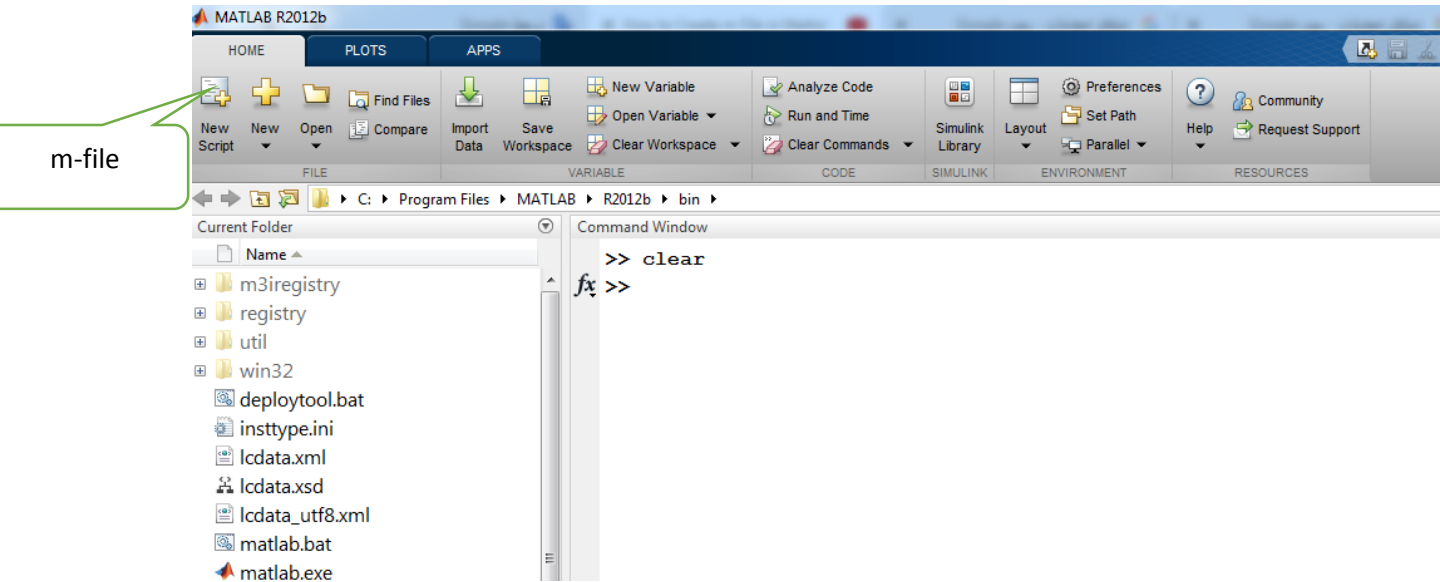 MATLAB R2012b
HOME PLOTS APPS
New Script
New
Open
Find Files
Compare
Import Data
Save Workspace
New Variable
Open Variable
Clear Workspace
Analyze Code
Run and Time
Clear Commands
Simulink Library
Layout
Preferences
Set Path
Parallel
Help
Community
Request Support
FILE VARIABLE CODE SIMULINK ENVIRONMENT RESOURCES
m-file
C: Program Files MATLAB R2012b bin
Current Folder
Command Window
Name
m3iregistry
registry
util
win32
deploytool.bat
insttype.ini
lcdata.xml
lcdata.xsd
lcdata_utf8.xml
matlab.bat
matlab.exe
>> clear
fx >>